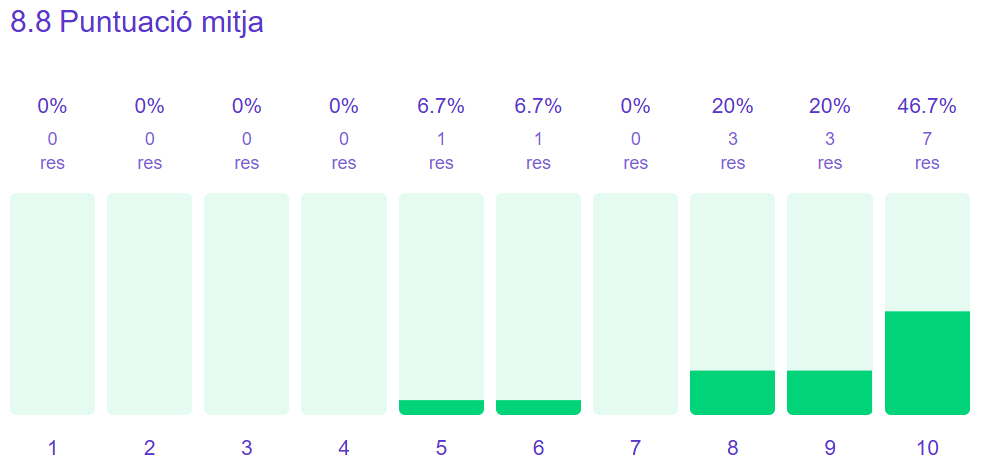 8.8 Puntuació mitja
0% 0% 0% 0% 6.7% 6.7% 0% 20% 20% 46.7%
0 0 0 0 1 1 0 3 3 7
res res res res res res res res res res
1 2 3 4 5 6 7 8 9 10